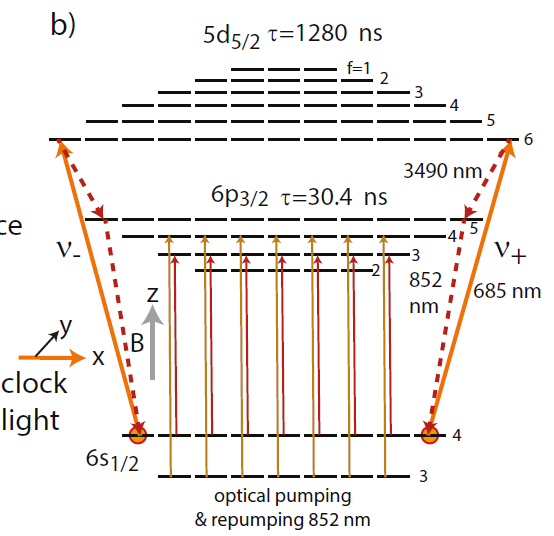 b)
5d5/2 τ=1280 ns
f=1
2
3
4
5
6
3490 nm
6p3/2 τ=30.4 ns
ce
5
4
3
2
ν-
ν+
852
nm
685 nm
z
y
B
x
clock
light
4
6s1/2
3
optical pumping
& repumping 852 nm